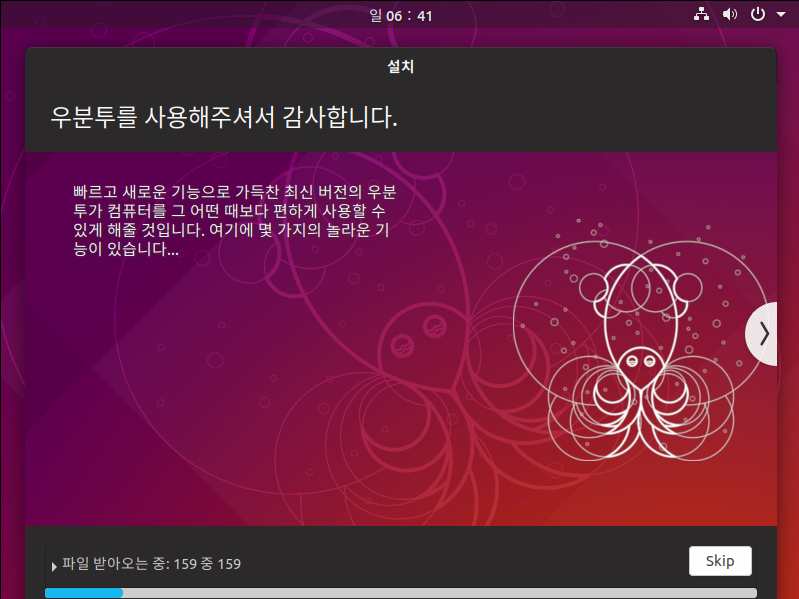 일 06 : 41
설치
우분투를 사용해주셔서 감사합니다.
빠르고 새로운 기능으로 가득찬 최신 버전의 우분
투가 컴퓨터를 그 어떤 때보다 편하게 사용할 수
있게 해줄 것입니다. 여기에 몇 가지의 놀라운 기
능이 있습니다...
파일 받아오는 중: 159 중 159
Skip